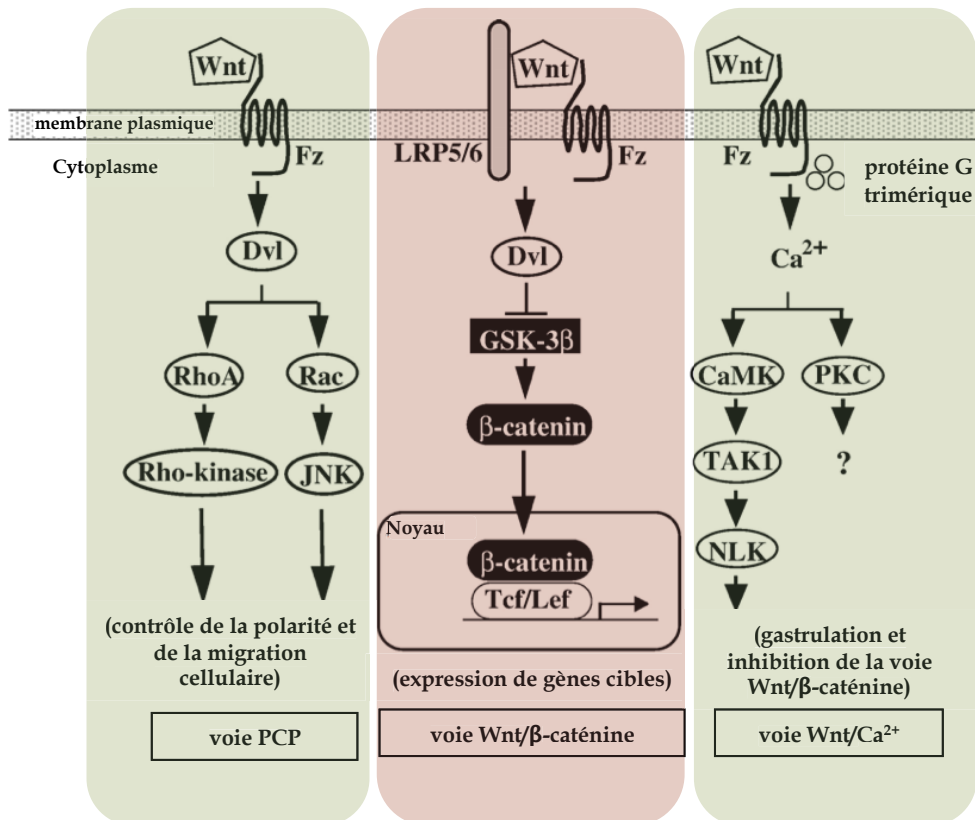 Wnt
membrane plasmique
Cytoplasme
Fz
Dvl
RhoA
Rac
Rho-kinase
JNK
(contrôle de la polarité et
de la migration
cellulaire)
voie PCP
Wnt
LRP5/6
Fz
Dvl
GSK-3β
β-catenin
Noyau
β-catenin
Tcf/Lef
(expression de gènes cibles)
voie Wnt/β-caténine
Wnt
Fz
protéine G
trimérique
Ca²⁺
CaMK
PKC
TAK1
?
NLK
(gastrulation et
inhibition de la voie
Wnt/β-caténine)
voie Wnt/Ca²⁺